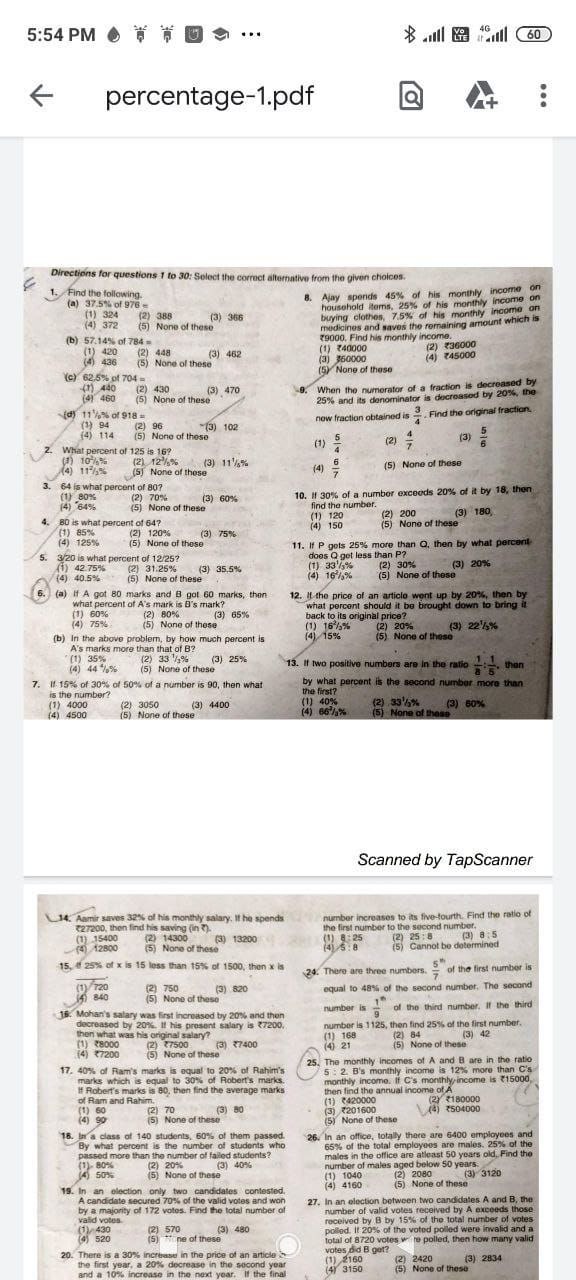 5:54 PM ...
Vo LTE 4G 60
percentage-1.pdf
Directions for questions 1 to 30: Select the correct alternative from the given choices.
1. Find the following.
(a) 37.5% of 976 =
(1) 324 (2) 388 (3) 366
(4) 372 (5) None of these
(b) 57.14% of 784 =
(1) 420 (2) 448 (3) 462
(4) 436 (5) None of these
(c) 62.5% of 704 =
(1) 440 (2) 430 (3) 470
(4) 460 (5) None of these
(d) 11 1/9% of 918 =
(1) 94 (2) 96 (3) 102
(4) 114 (5) None of these
2. What percent of 125 is 16?
(2) 12 4/5% (3) 11 1/9%
(5) None of these
3. 64 is what percent of 80?
(1) 80% (2) 70% (3) 60%
(4) 64% (5) None of these
4. 80 is what percent of 64?
(1) 85% (2) 120% (3) 75%
(4) 125% (5) None of these
5. 3/20 is what percent of 12/25?
(1) 42.75% (2) 31.25% (3) 35.5%
(4) 40.5% (5) None of these
6. (a) If A got 80 marks and B got 60 marks, then
what percent of A's mark is B's mark?
(1) 60% (2) 80% (3) 65%
(4) 75% (5) None of these
(b) In the above problem, by how much percent is
A's marks more than that of B?
(1) 35% (2) 33 1/3% (3) 25%
(4) 44 4/9% (5) None of these
7. If 15% of 30% of 50% of a number is 90, then what
is the number?
(1) 4000 (2) 3050 (3) 4400
(4) 4500 (5) None of these
8. Ajay spends 45% of his monthly income on
household items, 25% of his monthly income on
buying clothes, 7.5% of his monthly income on
medicines and saves the remaining amount which is
₹9000. Find his monthly income.
(1) ₹40000 (2) ₹36000
(3) ₹50000 (4) ₹45000
(5) None of these
9. When the numerator of a fraction is decreased by
25% and its denominator is decreased by 20%, the
new fraction obtained is 3/4. Find the original fraction.
(1) 5/4 (2) 4/7 (3) 5/6
(4) 6/7 (5) None of these
10. If 30% of a number exceeds 20% of it by 18, then
find the number.
(1) 120 (2) 200 (3) 180
(4) 150 (5) None of these
11. If P gets 25% more than Q, then by what percent
does Q get less than P?
(1) 33 1/3% (2) 30% (3) 20%
(4) 16 2/3% (5) None of these
12. If the price of an article went up by 20%, then by
what percent should it be brought down to bring it
back to its original price?
(1) 16 2/3% (2) 20% (3) 22 1/3%
(4) 15% (5) None of these
13. If two positive numbers are in the ratio 1/8 : 1/5, then
by what percent is the second number more than
the first?
(1) 40% (2) 33 1/3% (3) 60%
(4) 66 2/3% (5) None of these
Scanned by TapScanner
14. Aamir saves 32% of his monthly salary. If he spends
₹27200, then find his saving (in ₹).
(1) 15400 (2) 14300 (3) 13200
(4) 12800 (5) None of these
15. If 25% of x is 15 less than 15% of 1500, then x is
(1) 720 (2) 750 (3) 820
(4) 840 (5) None of these
16. Mohan's salary was first increased by 20% and then
decreased by 20%. If his present salary is ₹7200,
then what was his original salary?
(1) ₹8000 (2) ₹7500 (3) ₹7400
(4) ₹7200 (5) None of these
17. 40% of Ram's marks is equal to 20% of Rahim's
marks which is equal to 30% of Robert's marks.
If Robert's marks is 80, then find the average marks
of Ram and Rahim.
(1) 60 (2) 70 (3) 80
(4) 90 (5) None of these
18. In a class of 140 students, 60% of them passed.
By what percent is the number of students who
passed more than the number of failed students?
(1) 80% (2) 20% (3) 40%
(4) 50% (5) None of these
19. In an election only two candidates contested.
A candidate secured 70% of the valid votes and won
by a majority of 172 votes. Find the total number of
valid votes.
(1) 430 (2) 570 (3) 480
(4) 520 (5) ne of these
20. There is a 30% increase in the price of an article in
the first year, a 20% decrease in the second year
and a 10% increase in the next year. If the final
number increases to its five-fourth. Find the ratio of
the first number to the second number.
(1) 8 : 25 (2) 25 : 8 (3) 8 : 5
(4) 5 : 8 (5) Cannot be determined
24. There are three numbers. 5th/7 of the first number is
equal to 48% of the second number. The second
number is 1th/9 of the third number. If the third
number is 1125, then find 25% of the first number.
(1) 168 (2) 84 (3) 42
(4) 21 (5) None of these
25. The monthly incomes of A and B are in the ratio
5 : 2. B's monthly income is 12% more than C's
monthly income. If C's monthly income is ₹15000,
then find the annual income of A
(1) ₹420000 (2) ₹180000
(3) ₹201600 (4) ₹504000
(5) None of these
26. In an office, totally there are 6400 employees and
65% of the total employees are males. 25% of the
males in the office are atleast 50 years old. Find the
number of males aged below 50 years.
(1) 1040 (2) 2080 (3) 3120
(4) 4160 (5) None of these
27. In an election between two candidates A and B, the
number of valid votes received by A exceeds those
received by B by 15% of the total number of votes
polled. If 20% of the voted polled were invalid and a
total of 8720 votes re polled, then how many valid
votes did B get?
(1) 2160 (2) 2420 (3) 2834
(4) 3150 (5) None of these